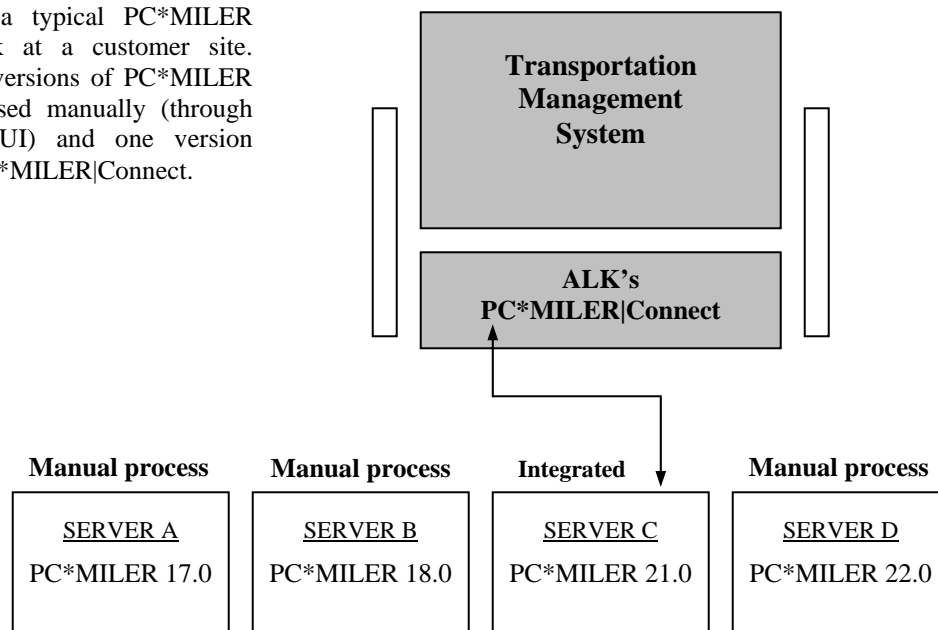 a typical PC*MILER
at a customer site.
versions of PC*MILER
manually (through
and one version
PC*MILER|Connect.
Transportation
Management
System
ALK's
PC*MILER|Connect
Manual process Manual process Integrated Manual process
SERVER A SERVER B SERVER C SERVER D
PC*MILER 17.0 PC*MILER 18.0 PC*MILER 21.0 PC*MILER 22.0